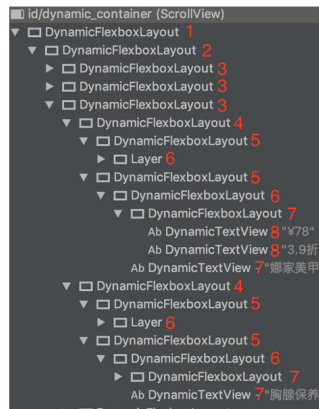 id/dynamic_container (ScrollView)
DynamicFlexboxLayout 1
DynamicFlexboxLayout 2
DynamicFlexboxLayout 3
DynamicFlexboxLayout 3
DynamicFlexboxLayout 3
DynamicFlexboxLayout 4
DynamicFlexboxLayout 5
Layer 6
DynamicFlexboxLayout 5
DynamicFlexboxLayout 6
DynamicFlexboxLayout 7
Ab DynamicTextView 8 "¥78"
Ab DynamicTextView 8 "3.9折
Ab DynamicTextView 7 "娜家美甲
DynamicFlexboxLayout 4
DynamicFlexboxLayout 5
Layer 6
DynamicFlexboxLayout 5
DynamicFlexboxLayout 6
DynamicFlexboxLayout 7
Ab DynamicTextView 7 "胸腺保养